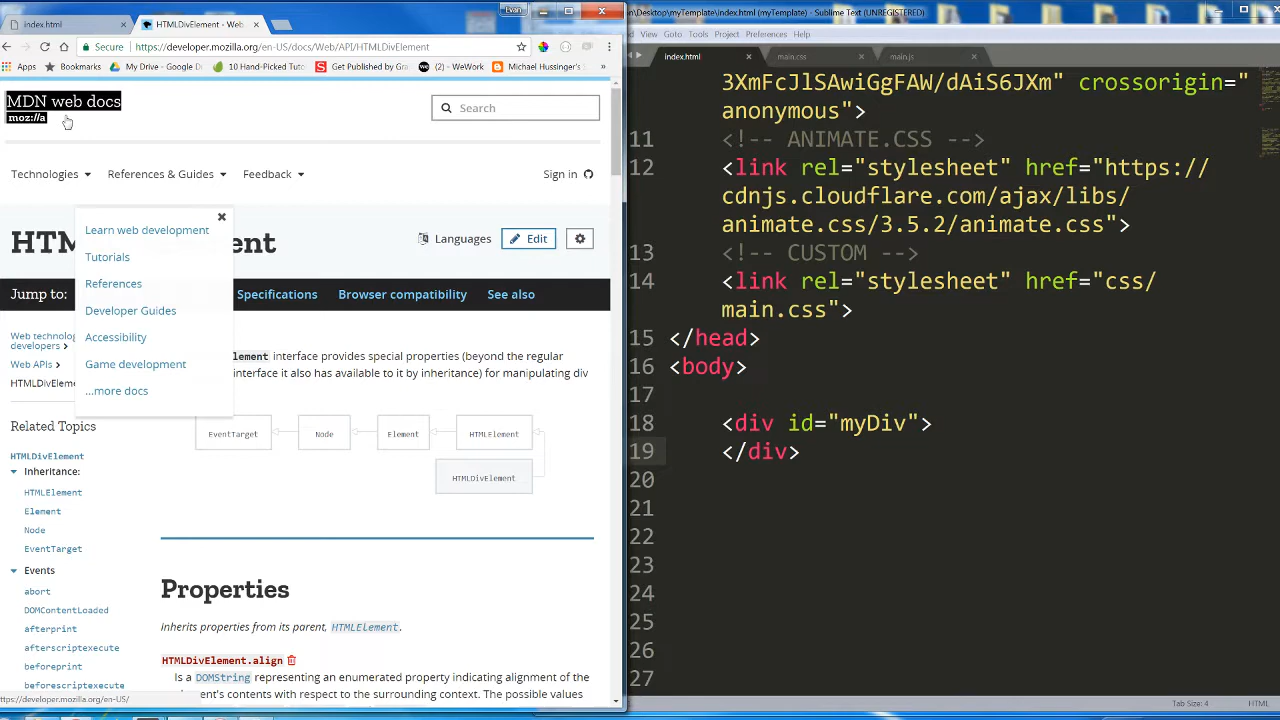 index.html
HTMLDivElement - Web
Evan
n\Desktop\myTemplate\index.html (myTemplate) - Sublime Text (UNREGISTERED)
Secure
https://developer.mozilla.org/en-US/docs/Web/API/HTMLDivElement
View Goto Tools Project Preferences Help
Apps
Bookmarks
My Drive - Google D
10 Hand-Picked Tuto
Get Published by Gra
(2) - WeWork
Michael Hussinger's
index.html
main.css
main.js
MDN web docs
moz://a
Search
Technologies
References & Guides
Feedback
Sign in
Learn web development
Tutorials
References
Developer Guides
Accessibility
Game development
...more docs
HTM
ent
Languages
Edit
Jump to:
Specifications
Browser compatibility
See also
Web technolog
developers
Web APIs
HTMLDivEleme
lement interface provides special properties (beyond the regular
interface it also has available to it by inheritance) for manipulating div
EventTarget
Node
Element
HTMLElement
HTMLDivElement
Related Topics
HTMLDivElement
Inheritance:
HTMLElement
Element
Node
EventTarget
Events
abort
DOMContentLoaded
afterprint
afterscriptexecute
beforeprint
beforescriptexecute
Properties
Inherits properties from its parent, HTMLElement.
HTMLDivElement.align
Is a DOMString representing an enumerated property indicating alignment of the
element's contents with respect to the surrounding context. The possible values
https://developer.mozilla.org/en-US/
3XmFcJlSAwiGgFAW/dAiS6JXm" crossorigin="
anonymous">
11 <!-- ANIMATE.CSS -->
12 <link rel="stylesheet" href="https://
cdnjs.cloudflare.com/ajax/libs/
animate.css/3.5.2/animate.css">
13 <!-- CUSTOM -->
14 <link rel="stylesheet" href="css/
main.css">
15 </head>
16 <body>
17
18 <div id="myDiv">
19 </div>
20
21
22
23
24
25
26
27
Tab Size: 4
HTML